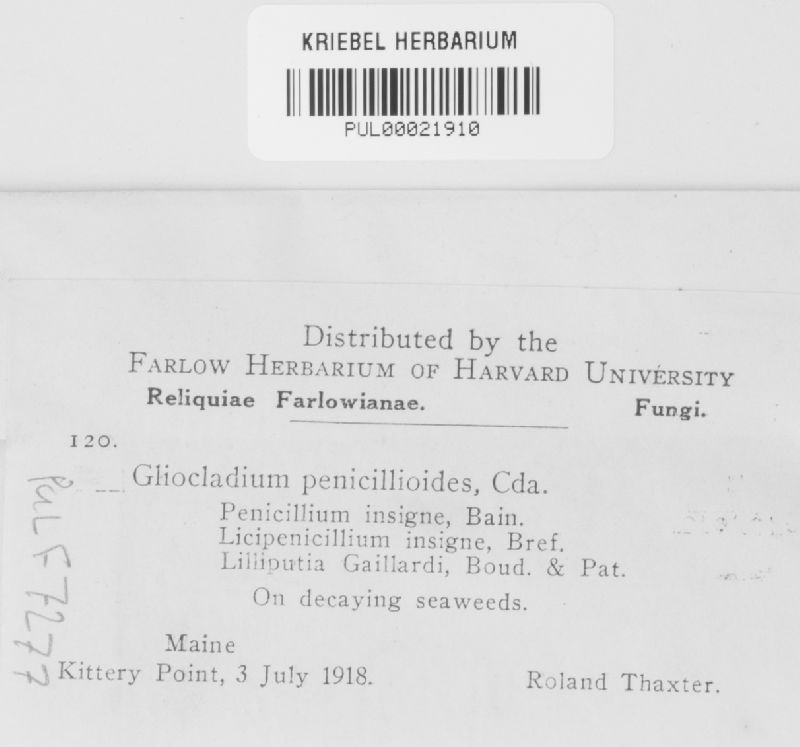 KRIEBEL HERBARIUM
PUL00021910
Distributed by the
FARLOW HERBARIUM OF HARVARD UNIVERSITY
Reliquiae Farlowianae. Fungi.
120.
Gliocladium penicillioides, Cda.
Penicillium insigne, Bain.
Licipenicillium insigne, Bref.
Lilliputia Gaillardi, Boud. & Pat.
On decaying seaweeds.
Maine
Kittery Point, 3 July 1918. Roland Thaxter.
PUL F7277